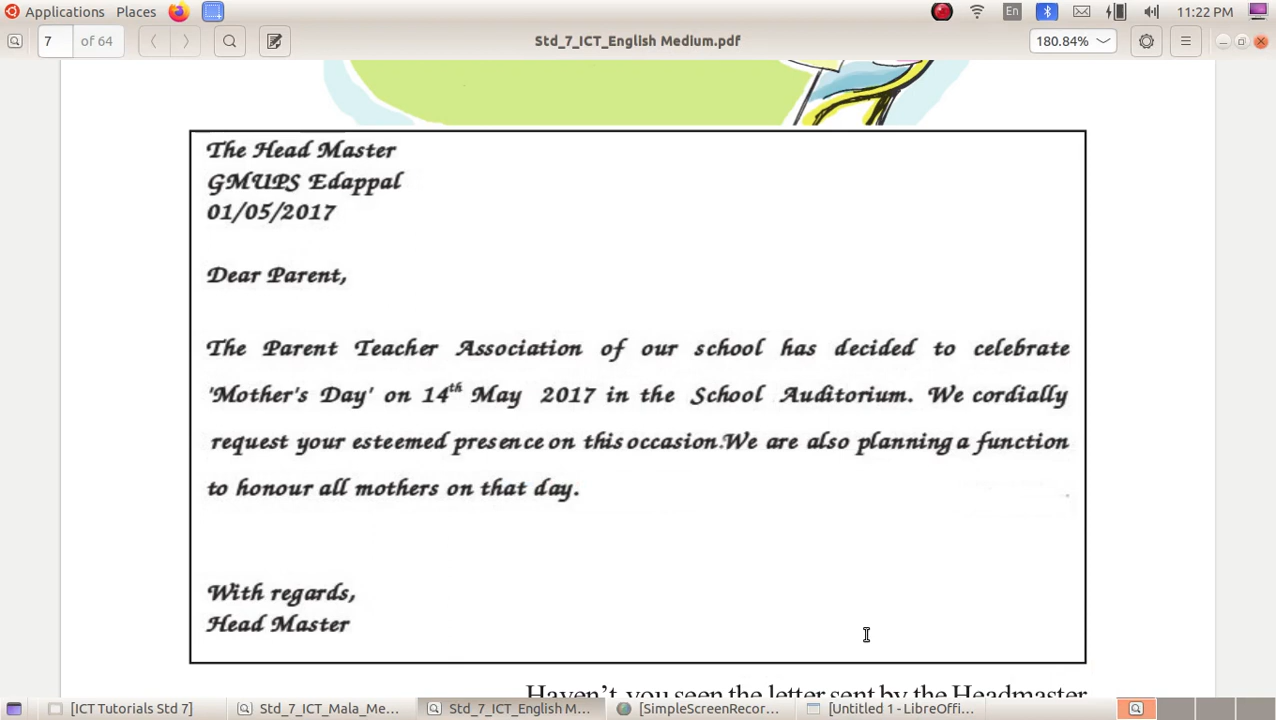 Applications Places En 11:22 PM
7 of 64 Std_7_ICT_English Medium.pdf 180.84%
The Head Master
GMUPS Edappal
01/05/2017
Dear Parent,
The Parent Teacher Association of our school has decided to celebrate
'Mother's Day' on 14th May 2017 in the School Auditorium. We cordially
request your esteemed presence on this occasion.We are also planning a function
to honour all mothers on that day.
With regards,
Head Master
Haven't you seen the letter sent by the Headmaster
[ICT Tutorials Std 7] Std_7_ICT_Mala_Me... Std_7_ICT_English M... [SimpleScreenRecor... [Untitled 1 - LibreOffi...